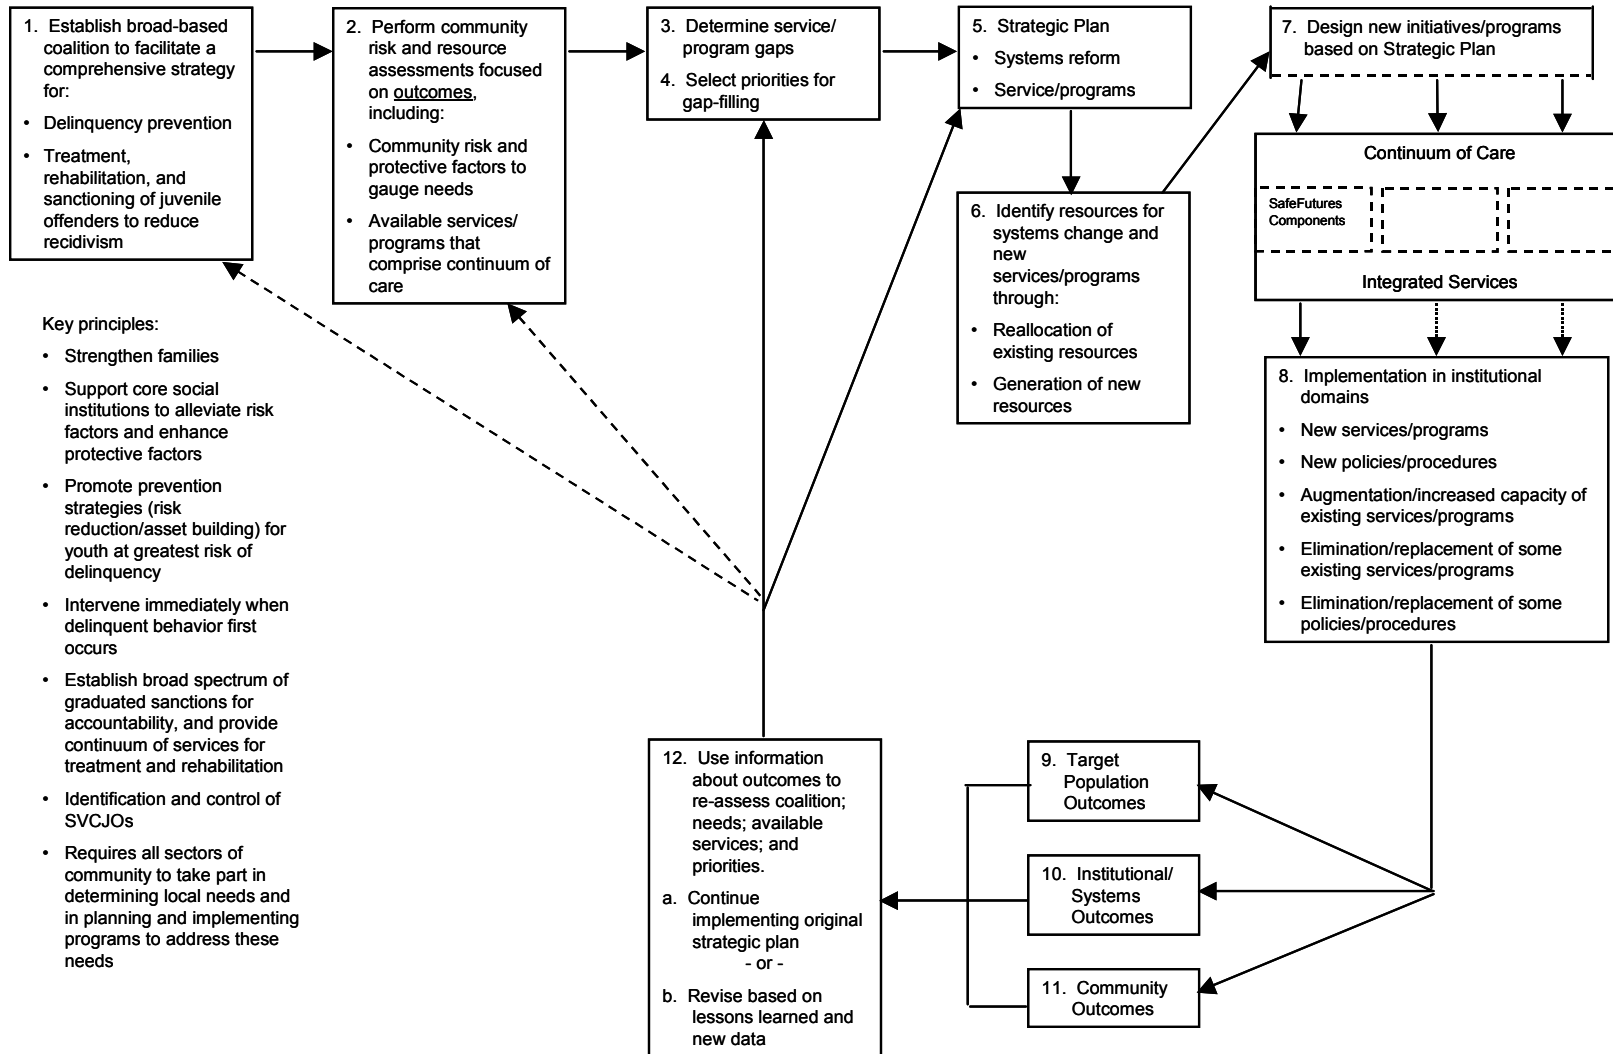 1. Establish broad-based
coalition to facilitate a
comprehensive strategy
for:
• Delinquency prevention
• Treatment,
rehabilitation, and
sanctioning of juvenile
offenders to reduce
recidivism
2. Perform community
risk and resource
assessments focused
on outcomes,
including:
• Community risk and
protective factors to
gauge needs
• Available services/
programs that
comprise continuum of
care
3. Determine service/
program gaps
4. Select priorities for
gap-filling
5. Strategic Plan
• Systems reform
• Service/programs
6. Identify resources for
systems change and
new
services/programs
through:
• Reallocation of
existing resources
• Generation of new
resources
7. Design new initiatives/programs
based on Strategic Plan
Continuum of Care
SafeFutures
Components
Integrated Services
8. Implementation in institutional
domains
• New services/programs
• New policies/procedures
• Augmentation/increased capacity of
existing services/programs
• Elimination/replacement of some
existing services/programs
• Elimination/replacement of some
policies/procedures
Key principles:
• Strengthen families
• Support core social
institutions to alleviate risk
factors and enhance
protective factors
• Promote prevention
strategies (risk
reduction/asset building) for
youth at greatest risk of
delinquency
• Intervene immediately when
delinquent behavior first
occurs
• Establish broad spectrum of
graduated sanctions for
accountability, and provide
continuum of services for
treatment and rehabilitation
• Identification and control of
SVCJOs
• Requires all sectors of
community to take part in
determining local needs and
in planning and implementing
programs to address these
needs
9. Target
Population
Outcomes
10. Institutional/
Systems
Outcomes
11. Community
Outcomes
12. Use information
about outcomes to
re-assess coalition;
needs; available
services; and
priorities.
a. Continue
implementing original
strategic plan
- or -
b. Revise based on
lessons learned and
new data